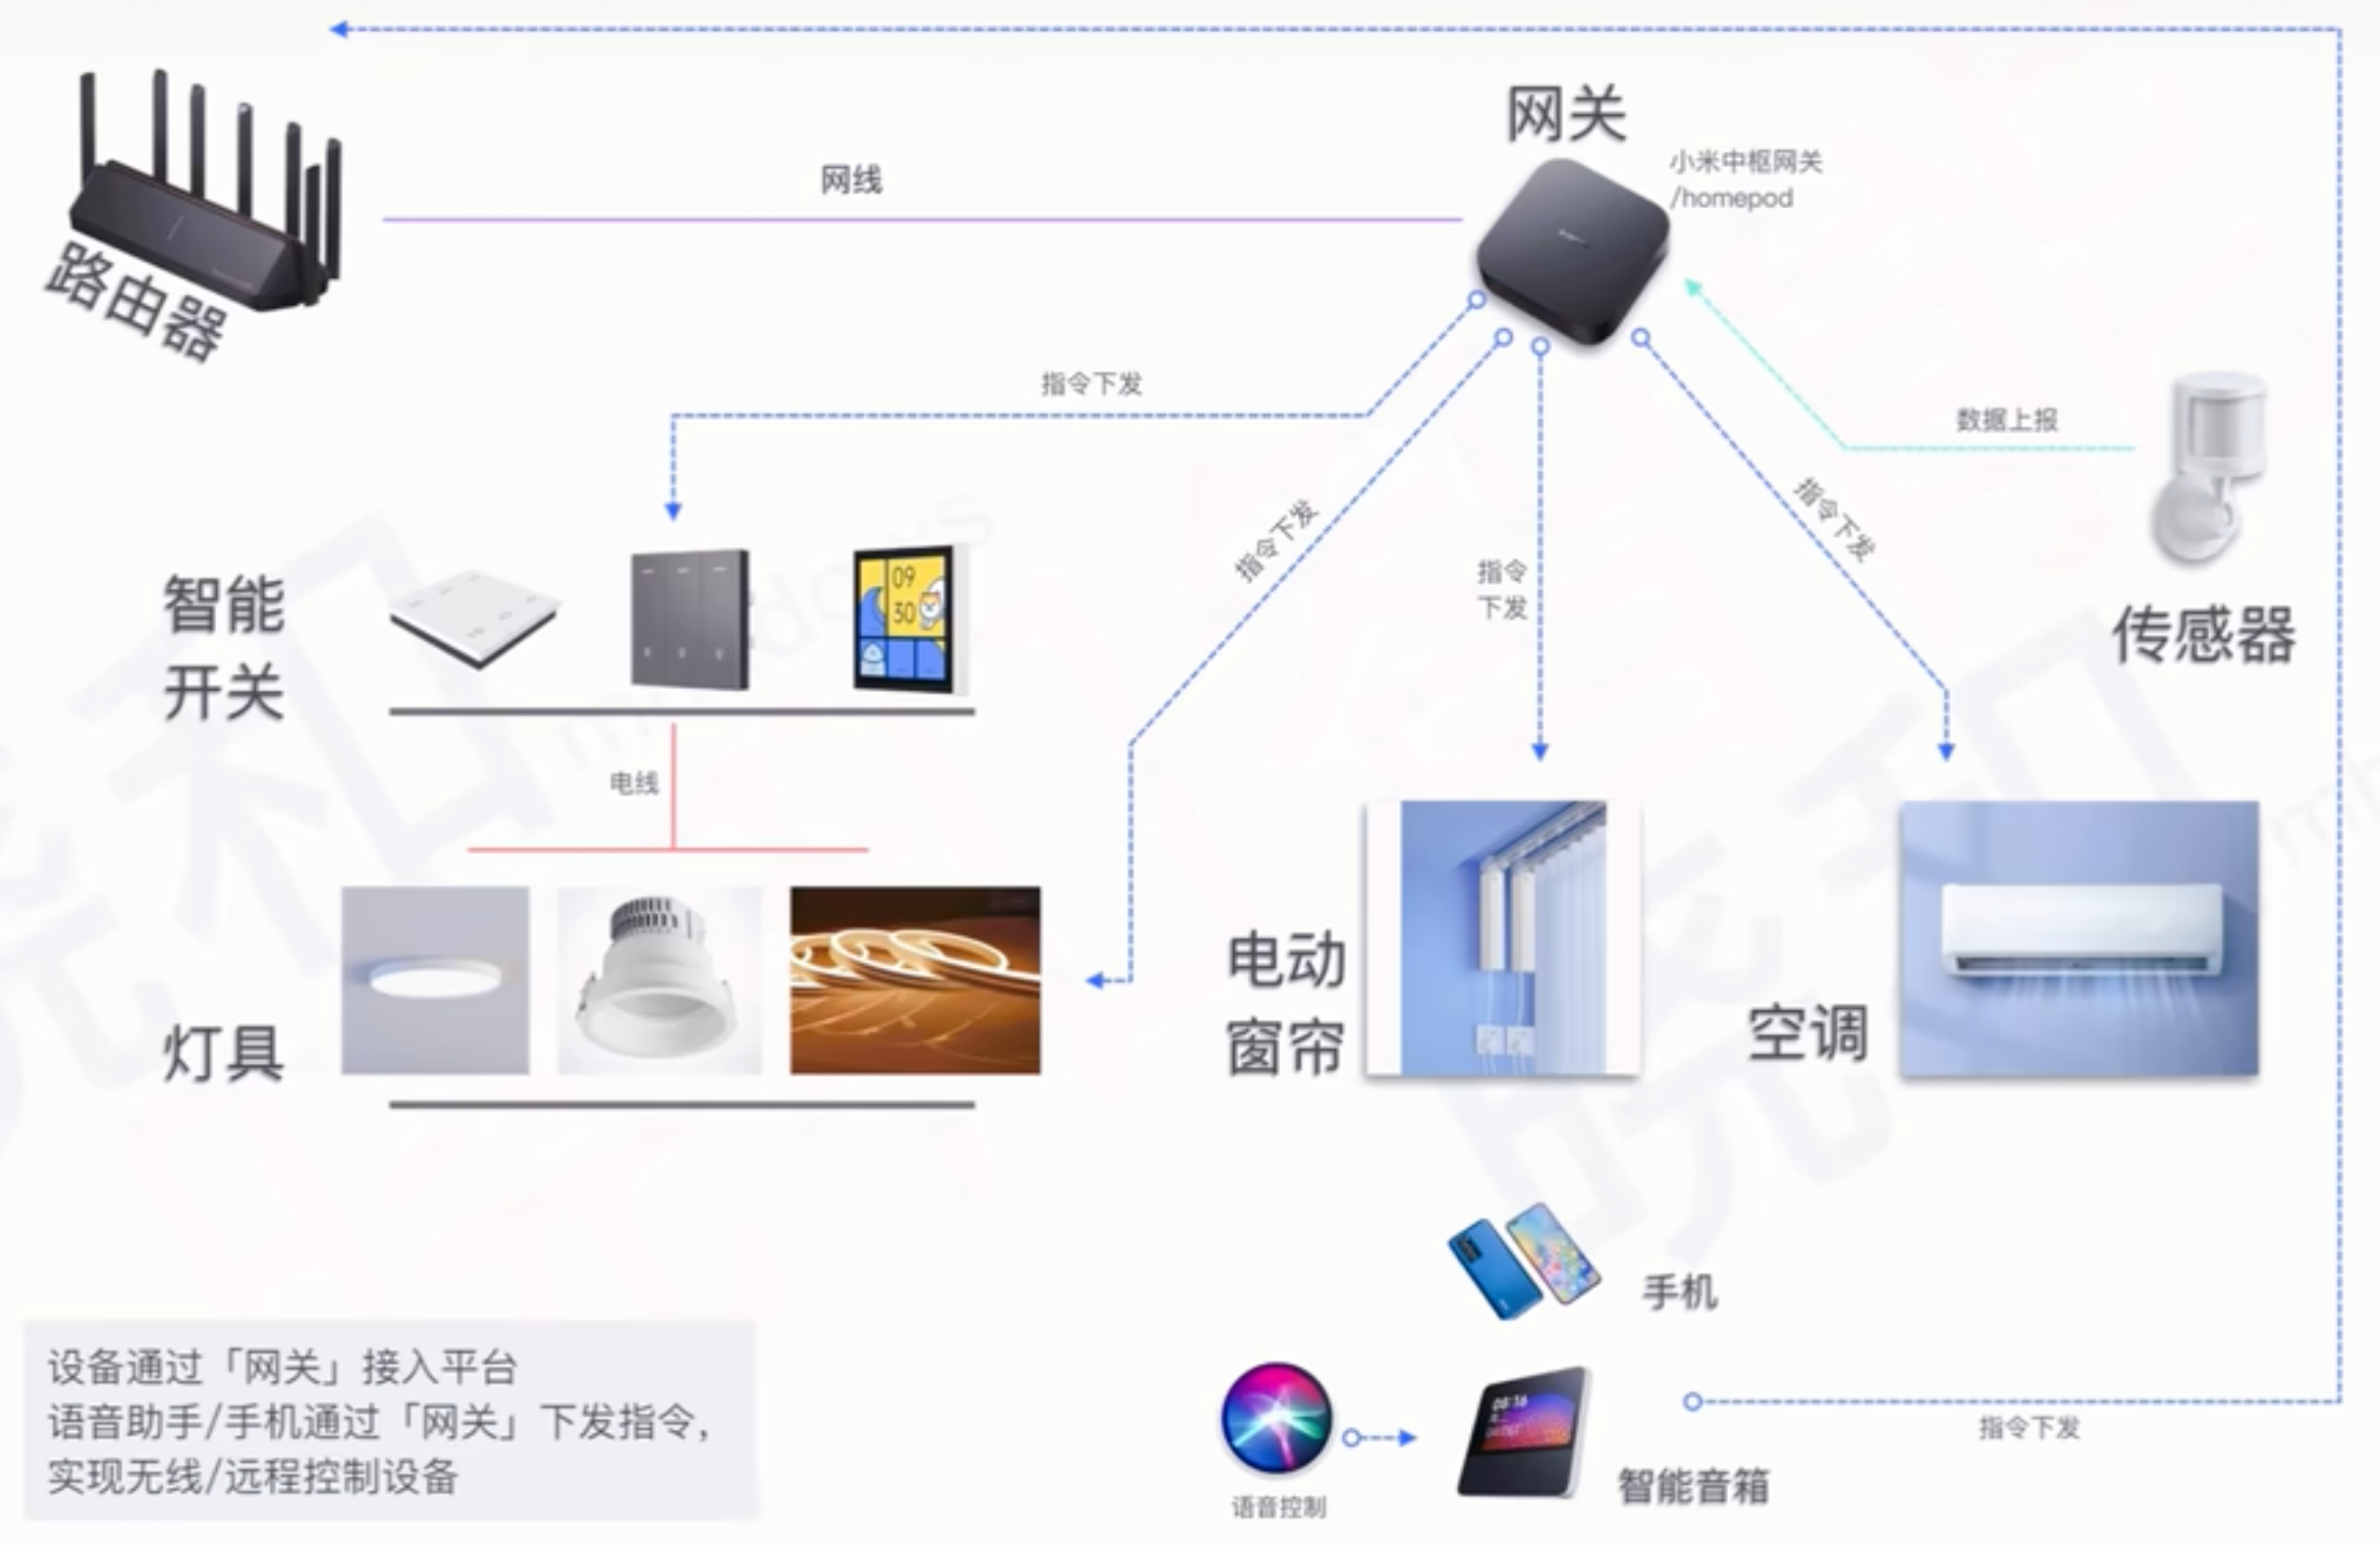 网关
小米中枢网关
/homepod
网线
路由器
指令下发
数据上报
指令下发
指令
下发
指令下发
传感器
智能
开关
09
30
电线
灯具
电动
窗帘
空调
手机
设备通过「网关」接入平台
语音助手/手机通过「网关」下发指令，
实现无线/远程控制设备
08:16
语音控制
智能音箱
指令下发